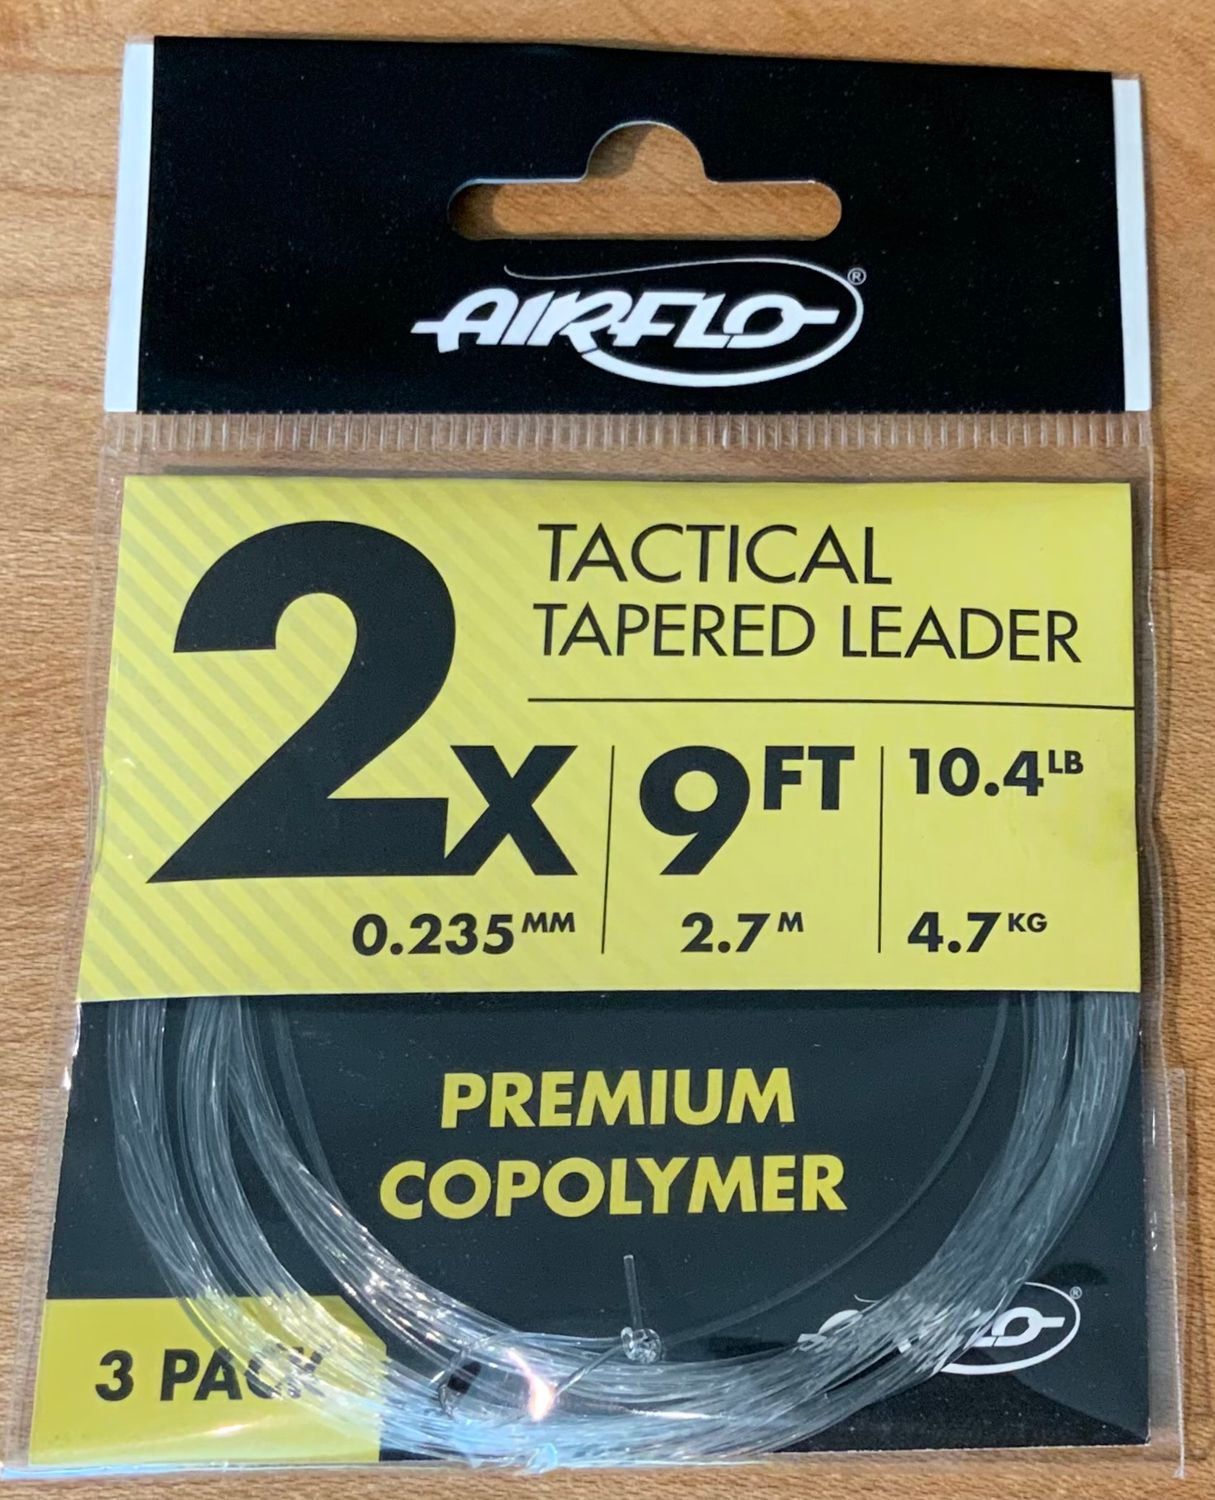 AIRFLO®
TACTICAL
TAPERED LEADER
2X
9FT
10.4LB
0.235MM
2.7M
4.7KG
PREMIUM
COPOLYMER
3 PACK